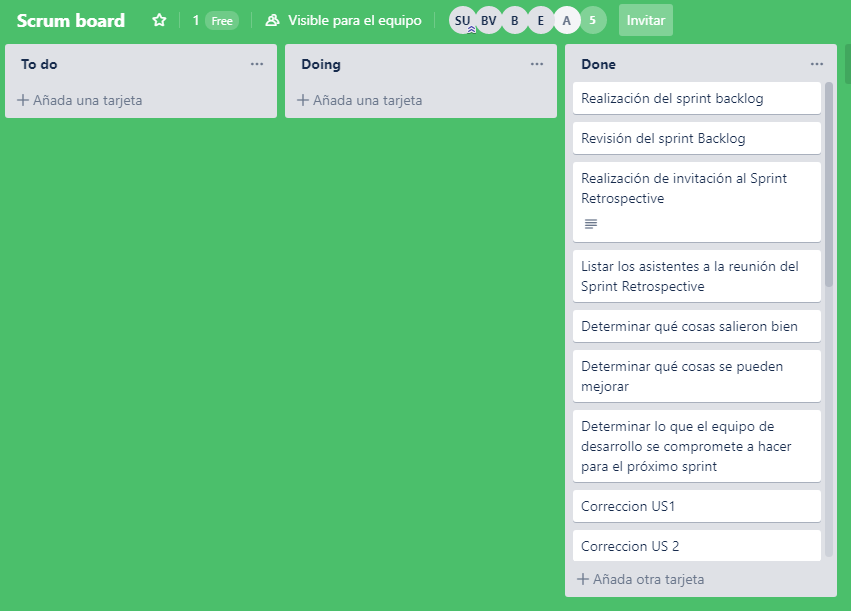 Scrum board
1 Free
Visible para el equipo
SU BV B E A 5
Invitar
To do
+ Añada una tarjeta
Doing
+ Añada una tarjeta
Done
Realización del sprint backlog
Revisión del sprint Backlog
Realización de invitación al Sprint
Retrospective
Listar los asistentes a la reunión del
Sprint Retrospective
Determinar qué cosas salieron bien
Determinar qué cosas se pueden
mejorar
Determinar lo que el equipo de
desarrollo se compromete a hacer
para el próximo sprint
Correccion US1
Correccion US 2
+ Añada otra tarjeta